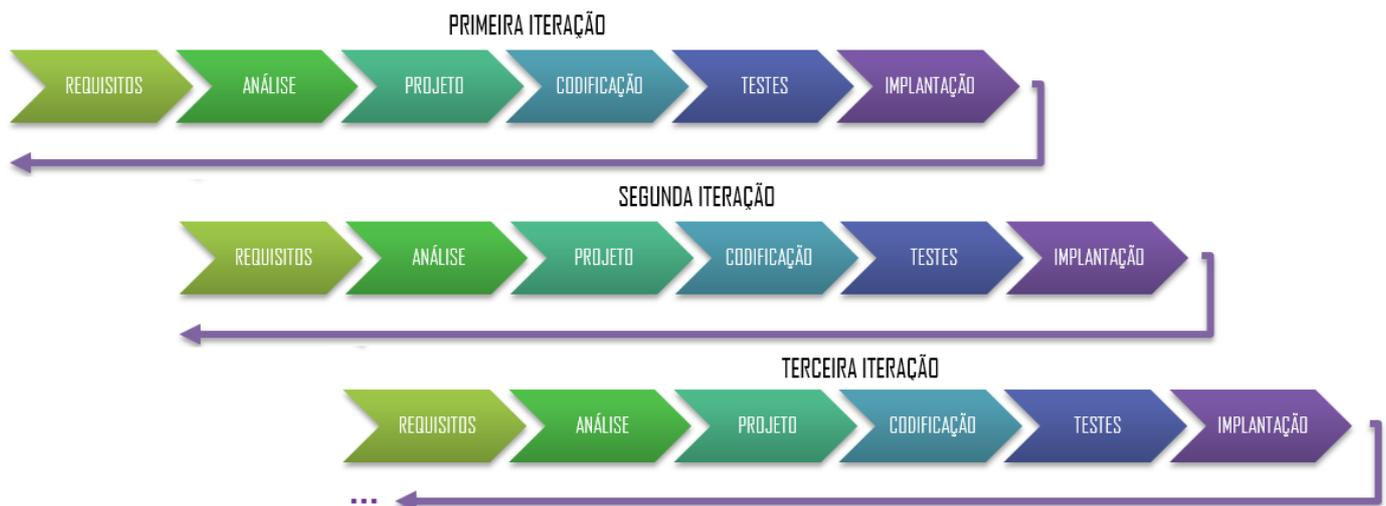 PRIMEIRA ITERAÇÃO
REQUISITOS ANÁLISE PROJETO CODIFICAÇÃO TESTES IMPLANTAÇÃO
SEGUNDA ITERAÇÃO
REQUISITOS ANÁLISE PROJETO CODIFICAÇÃO TESTES IMPLANTAÇÃO
TERCEIRA ITERAÇÃO
REQUISITOS ANÁLISE PROJETO CODIFICAÇÃO TESTES IMPLANTAÇÃO
...